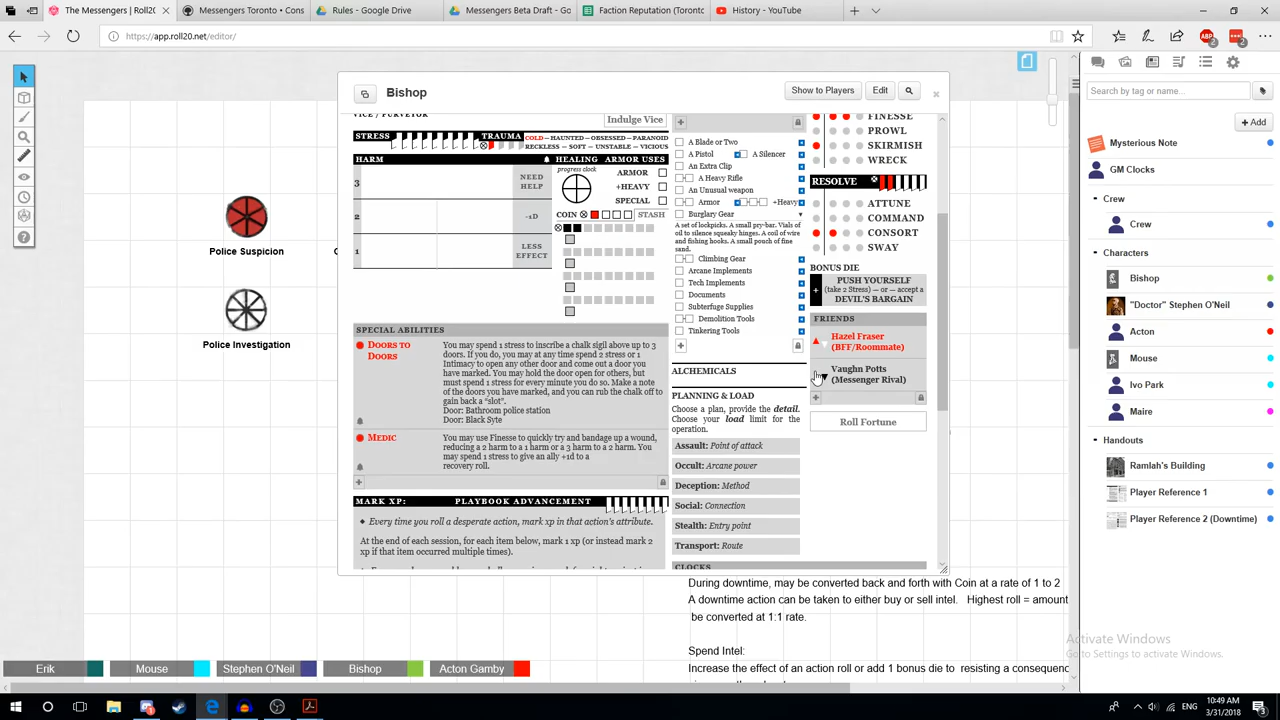 The Messengers | Roll20
Messengers Toronto • Cons
Rules - Google Drive
Messengers Beta Draft - Go
Faction Reputation (Toront
History - YouTube
https://app.roll20.net/editor/
2
2
Bishop
Show to Players
Edit
VICE / PURVEYOR
Indulge Vice
STRESS
TRAUMA
COLD — HAUNTED — OBSESSED — PARANOID
RECKLESS — SOFT — UNSTABLE — VICIOUS
HARM
HEALING
ARMOR USES
progress clock
3
NEED HELP
ARMOR
+HEAVY
SPECIAL
2
-1D
COIN
STASH
1
LESS EFFECT
SPECIAL ABILITIES
DOORS TO DOORS
You may spend 1 stress to inscribe a chalk sigil above up to 3
doors. If you do, you may at any time spend 2 stress or 1
Intimacy to open any other door and come out a door you
have marked. You may hold the door open for others, but
must spend 1 stress for every minute you do so. Make a note
of the doors you have marked, and you can rub the chalk off to
gain back a "slot".
Door: Bathroom police station
Door: Black Syte
MEDIC
You may use Finesse to quickly try and bandage up a wound,
reducing a 2 harm to a 1 harm or a 3 harm to a 2 harm. You
may spend 1 stress to give an ally +1d to a
recovery roll.
MARK XP:
PLAYBOOK ADVANCEMENT
Every time you roll a desperate action, mark xp in that action's attribute.
At the end of each session, for each item below, mark 1 xp (or instead mark 2
xp if that item occurred multiple times).
A Blade or Two
A Pistol
A Silencer
An Extra Clip
A Heavy Rifle
An Unusual weapon
Armor
+Heavy
Burglary Gear
A set of lockpicks. A small pry-bar. Vials of
oil to silence squeaky hinges. A coil of wire
and fishing hooks. A small pouch of fine
sand.
Climbing Gear
Arcane Implements
Tech Implements
Documents
Subterfuge Supplies
Demolition Tools
Tinkering Tools
ALCHEMICALS
PLANNING & LOAD
Choose a plan, provide the detail.
Choose your load limit for the
operation.
Assault: Point of attack
Occult: Arcane power
Deception: Method
Social: Connection
Stealth: Entry point
Transport: Route
CLOCKS
FINESSE
PROWL
SKIRMISH
WRECK
RESOLVE
ATTUNE
COMMAND
CONSORT
SWAY
BONUS DIE
+
PUSH YOURSELF
(take 2 Stress) — or — accept a
DEVIL'S BARGAIN
FRIENDS
Hazel Fraser
(BFF/Roommate)
Vaughn Potts
(Messenger Rival)
Roll Fortune
Police Suspicion
Police Investigation
During downtime, may be converted back and forth with Coin at a rate of 1 to 2
A downtime action can be taken to either buy or sell intel. Highest roll = amount
be converted at 1:1 rate.
Spend Intel:
Increase the effect of an action roll or add 1 bonus die to resisting a consequenc
Search by tag or name...
+ Add
Mysterious Note
GM Clocks
Crew
Crew
Characters
Bishop
"Doctor" Stephen O'Neil
Acton
Mouse
Ivo Park
Maire
Handouts
Ramlah's Building
Player Reference 1
Player Reference 2 (Downtime)
Activate Windows
Go to Settings to activate Windows.
Erik
Mouse
Stephen O'Neil
Bishop
Acton Gamby
10:49 AM
3/31/2018
3